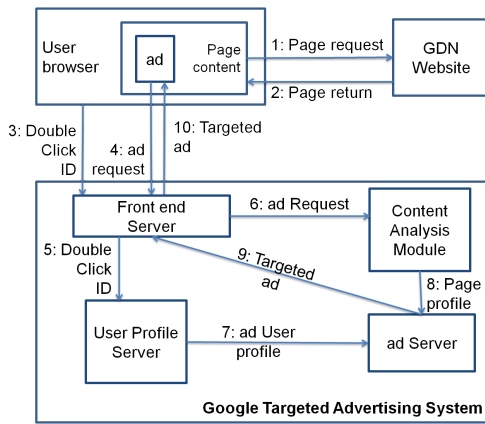 User
browser
ad
Page
content
1: Page request
2: Page return
GDN
Website
3: Double
Click
ID
4: ad
request
10: Targeted
ad
Front end
Server
6: ad Request
Content
Analysis
Module
5: Double
Click
ID
9: Targeted
ad
8: Page
profile
User Profile
Server
7: ad User
profile
ad Server
Google Targeted Advertising System